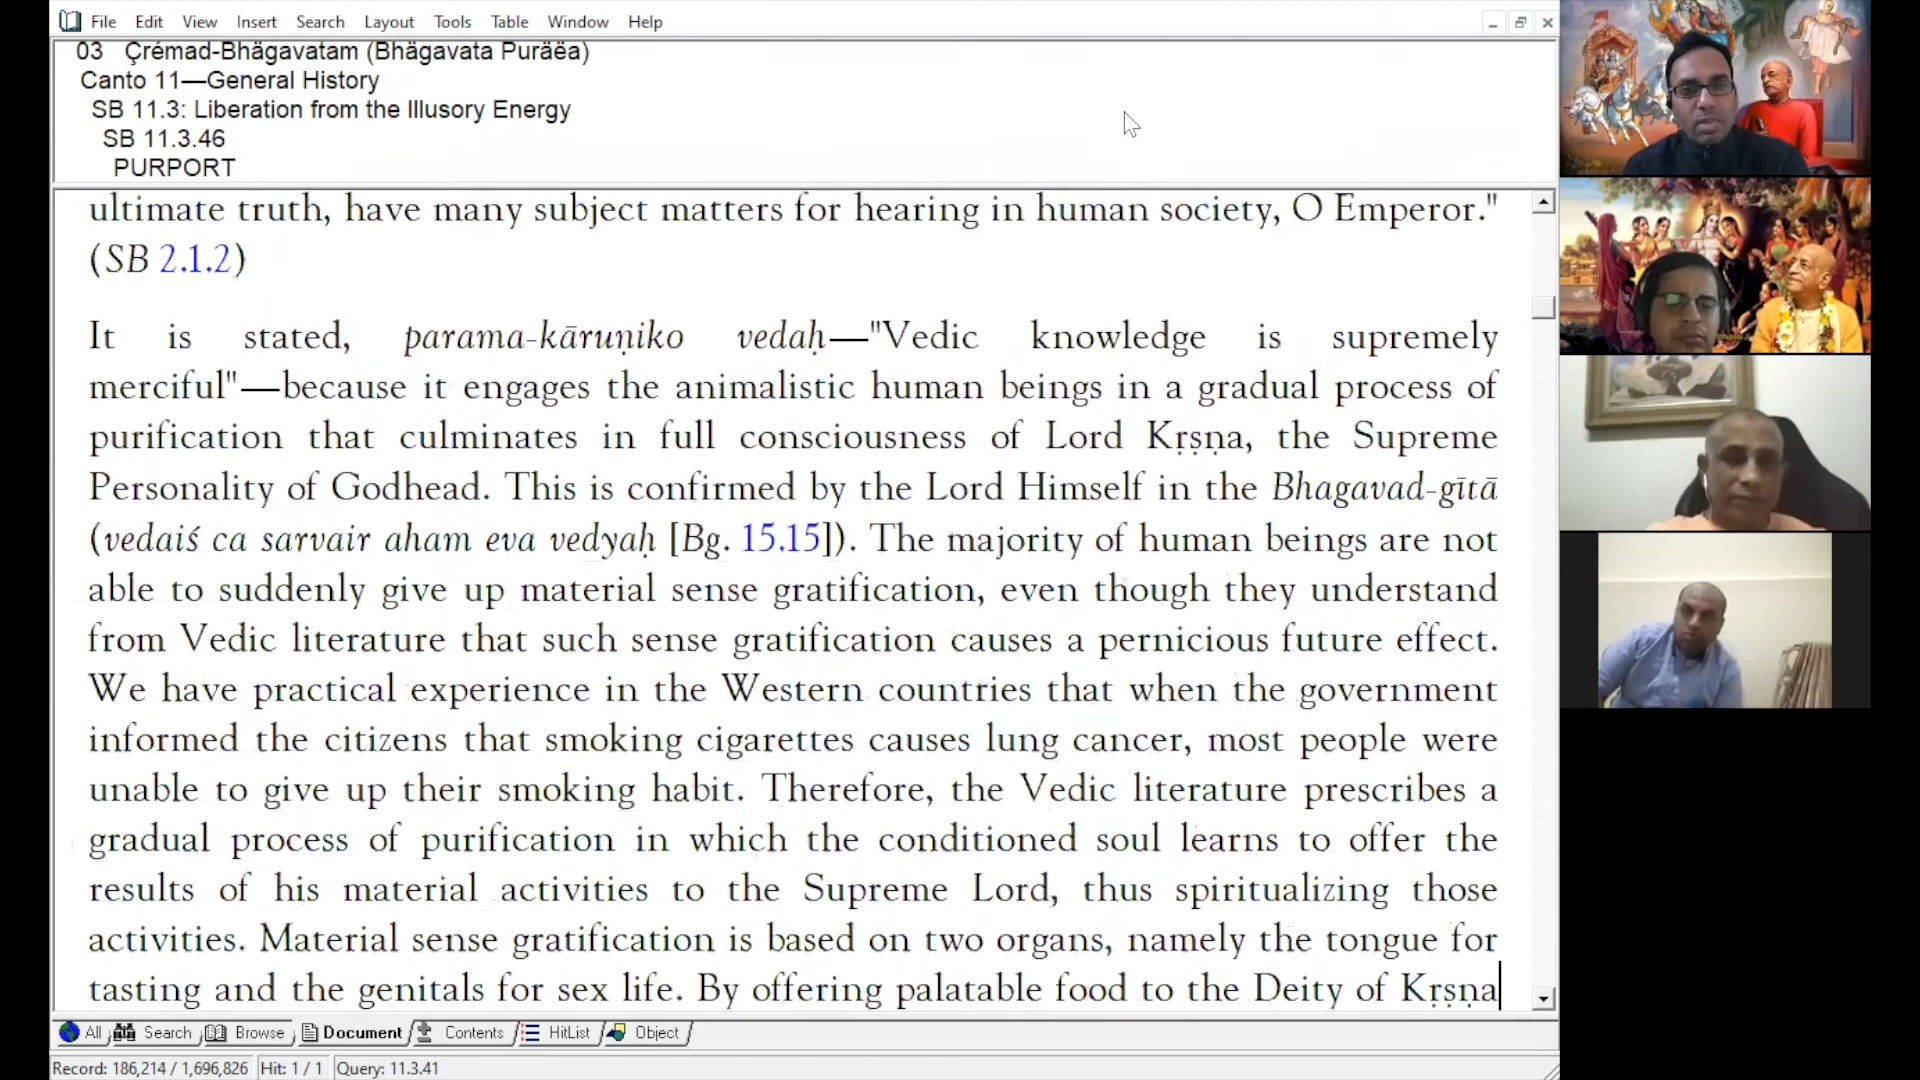 File Edit View Insert Search Layout Tools Table Window Help
03 Çrémad-Bhägavatam (Bhägavata Puräëa)
Canto 11—General History
SB 11.3: Liberation from the Illusory Energy
SB 11.3.46
PURPORT
ultimate truth, have many subject matters for hearing in human society, O Emperor."
(SB 2.1.2)
It is stated, parama-kāruṇiko vedaḥ—"Vedic knowledge is supremely
merciful"—because it engages the animalistic human beings in a gradual process of
purification that culminates in full consciousness of Lord Kṛṣṇa, the Supreme
Personality of Godhead. This is confirmed by the Lord Himself in the Bhagavad-gītā
(vedaiś ca sarvair aham eva vedyaḥ [Bg. 15.15]). The majority of human beings are not
able to suddenly give up material sense gratification, even though they understand
from Vedic literature that such sense gratification causes a pernicious future effect.
We have practical experience in the Western countries that when the government
informed the citizens that smoking cigarettes causes lung cancer, most people were
unable to give up their smoking habit. Therefore, the Vedic literature prescribes a
gradual process of purification in which the conditioned soul learns to offer the
results of his material activities to the Supreme Lord, thus spiritualizing those
activities. Material sense gratification is based on two organs, namely the tongue for
tasting and the genitals for sex life. By offering palatable food to the Deity of Kṛṣṇa
All Search Browse Document Contents HitList Object
Record: 186,214 / 1,696,826 Hit: 1 / 1 Query: 11.3.41